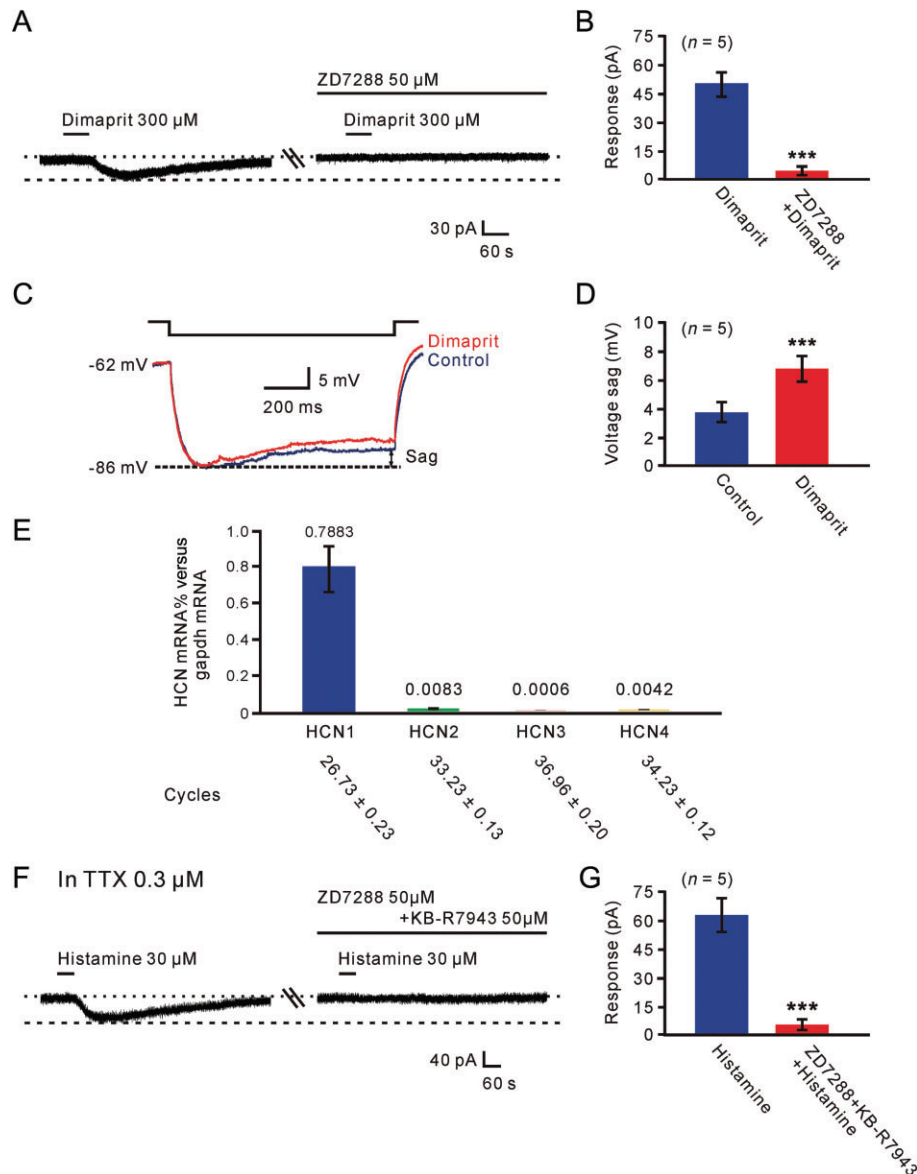 A
ZD7288 50 µM
Dimaprit 300 µM
Dimaprit 300 µM
30 pA
60 s
B
(n = 5)
Response (pA)
75
60
45
30
15
0
***
Dimaprit
ZD7288
+Dimaprit
C
-62 mV
Dimaprit
Control
5 mV
200 ms
-86 mV
Sag
D
(n = 5)
Voltage sag (mV)
10
8
6
4
2
0
***
Control
Dimaprit
E
HCN mRNA% versus
gapdh mRNA
1.0
0.8
0.6
0.4
0.2
0
0.7883
0.0083
0.0006
0.0042
HCN1
HCN2
HCN3
HCN4
Cycles
26.73 ± 0.23
33.23 ± 0.13
36.96 ± 0.20
34.23 ± 0.12
F
In TTX 0.3 µM
ZD7288 50µM
+KB-R7943 50µM
Histamine 30 µM
Histamine 30 µM
40 pA
60 s
G
(n = 5)
Response (pA)
75
60
45
30
15
0
***
Histamine
ZD7288+KB-R7943
+Histamine